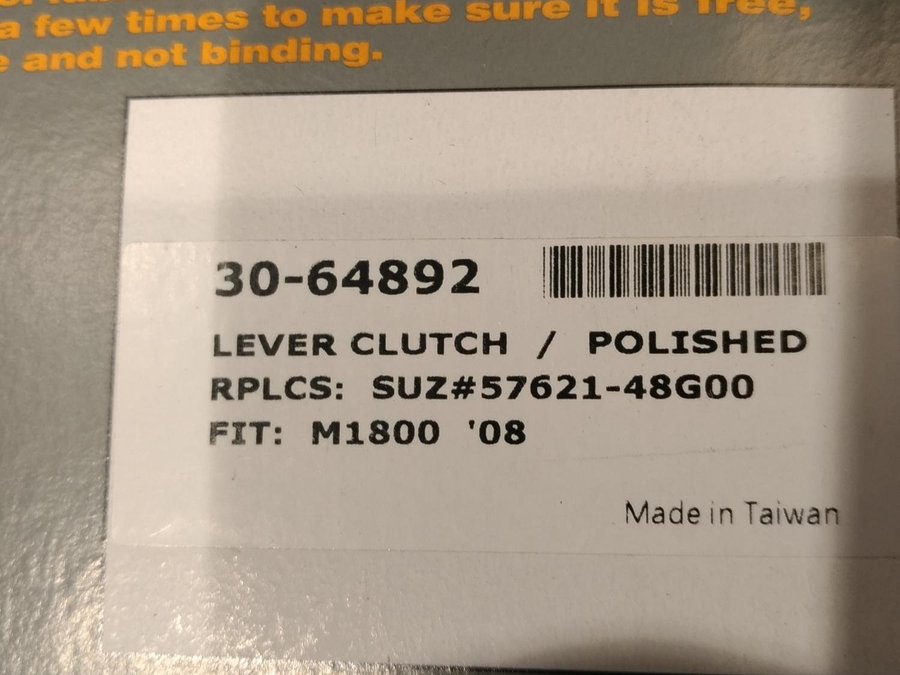 a few times to make sure it is free,
and not binding.
30-64892
LEVER CLUTCH / POLISHED
RPLCS: SUZ#57621-48G00
FIT: M1800 '08
Made in Taiwan